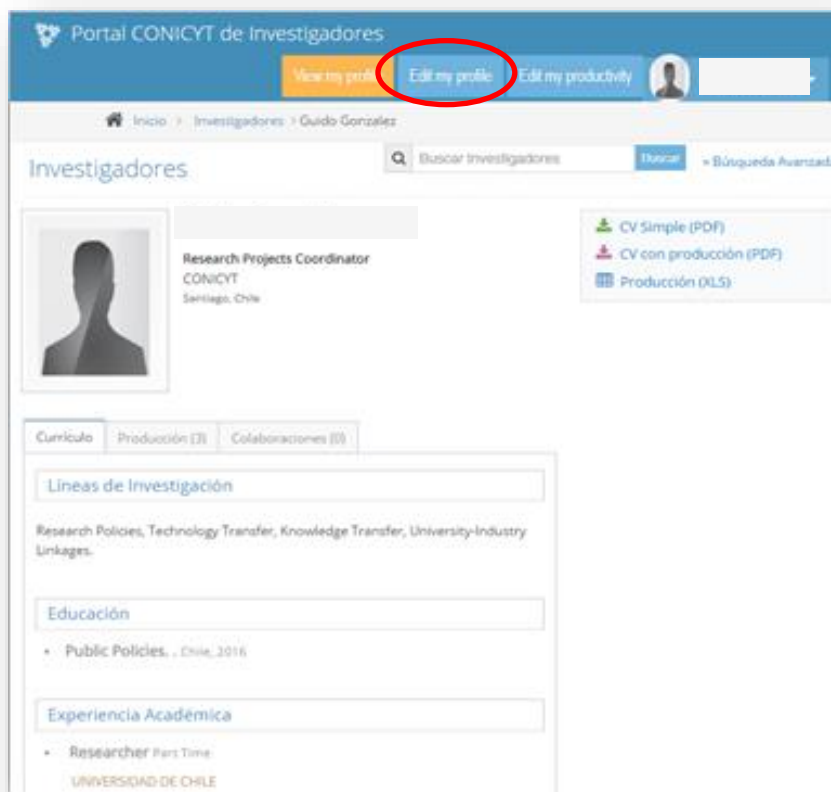 Portal CONICYT de Investigadores
View my profile Edit my profile Edit my productivity
Inicio > Investigadores > Guido Gonzalez
Investigadores
Buscar Investigadores Buscar » Búsqueda Avanzada
CV Simple (PDF)
CV con producción (PDF)
Producción (XLS)
Research Projects Coordinator
CONICYT
Santiago, Chile
Currículo Producción (3) Colaboraciones (0)
Líneas de Investigación
Research Policies, Technology Transfer, Knowledge Transfer, University-Industry
Linkages.
Educación
• Public Policies. . Chile, 2016
Experiencia Académica
• Researcher Part Time
UNIVERSIDAD DE CHILE